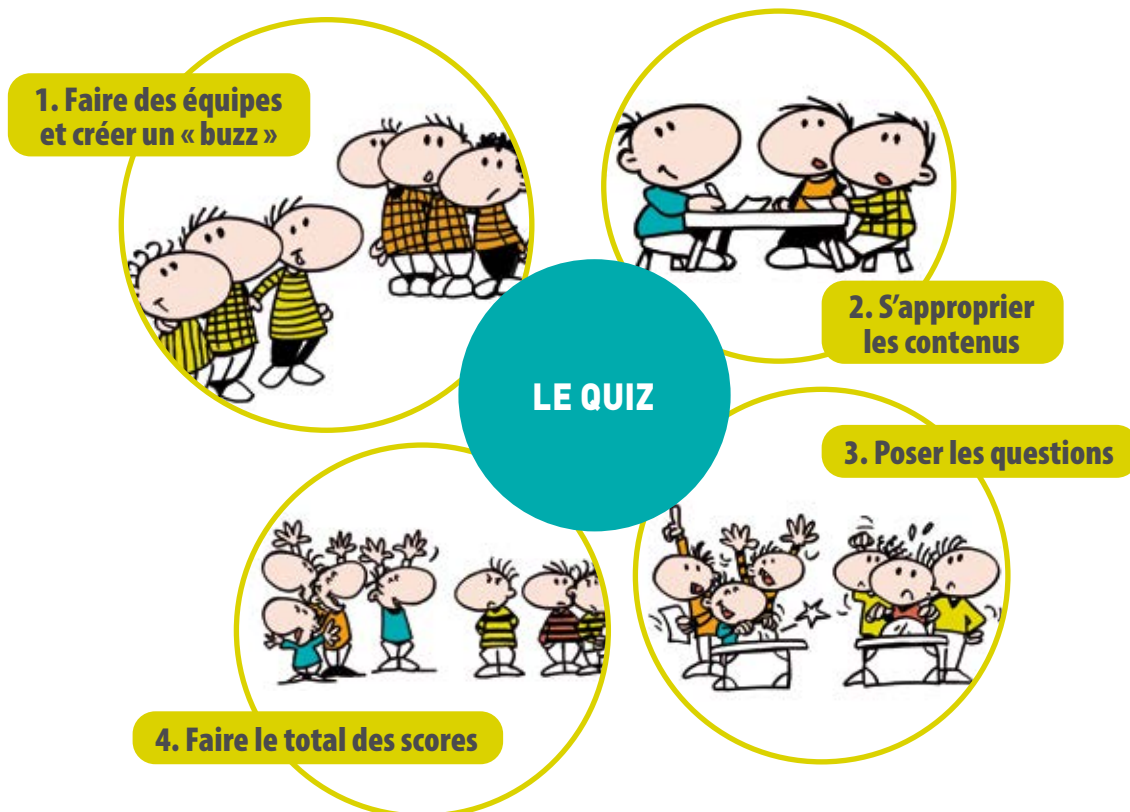 1. Faire des équipes
et créer un « buzz »
2. S’approprier
les contenus
LE QUIZ
3. Poser les questions
4. Faire le total des scores